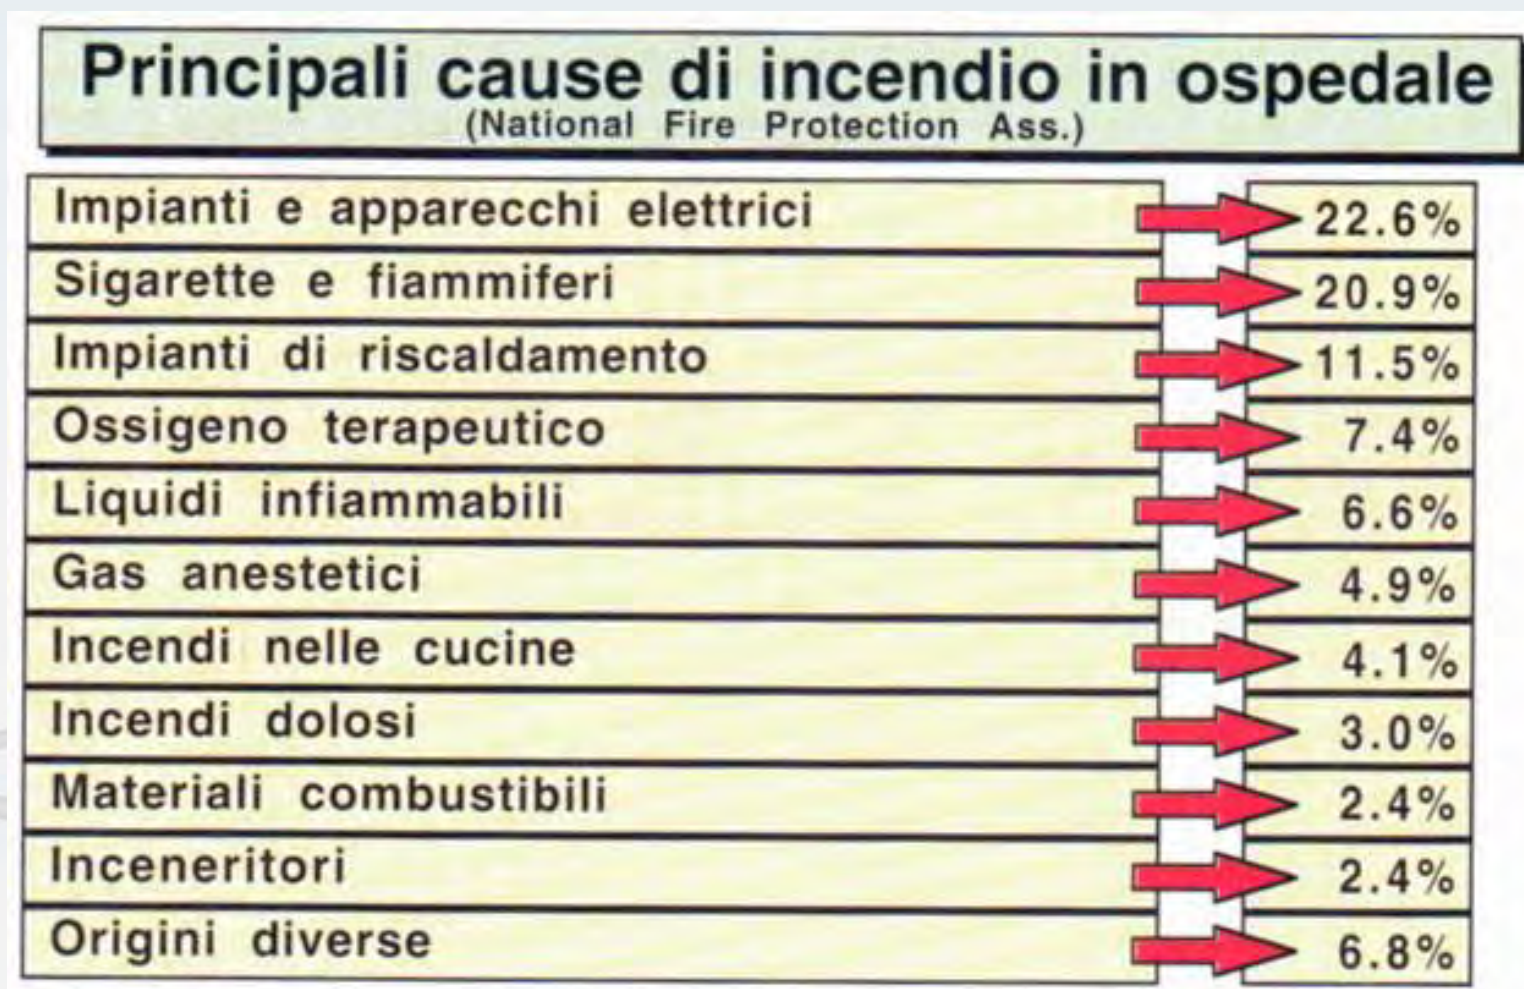 Principali cause di incendio in ospedale
(National Fire Protection Ass.)
Impianti e apparecchi elettrici 22.6%
Sigarette e fiammiferi 20.9%
Impianti di riscaldamento 11.5%
Ossigeno terapeutico 7.4%
Liquidi infiammabili 6.6%
Gas anestetici 4.9%
Incendi nelle cucine 4.1%
Incendi dolosi 3.0%
Materiali combustibili 2.4%
Inceneritori 2.4%
Origini diverse 6.8%